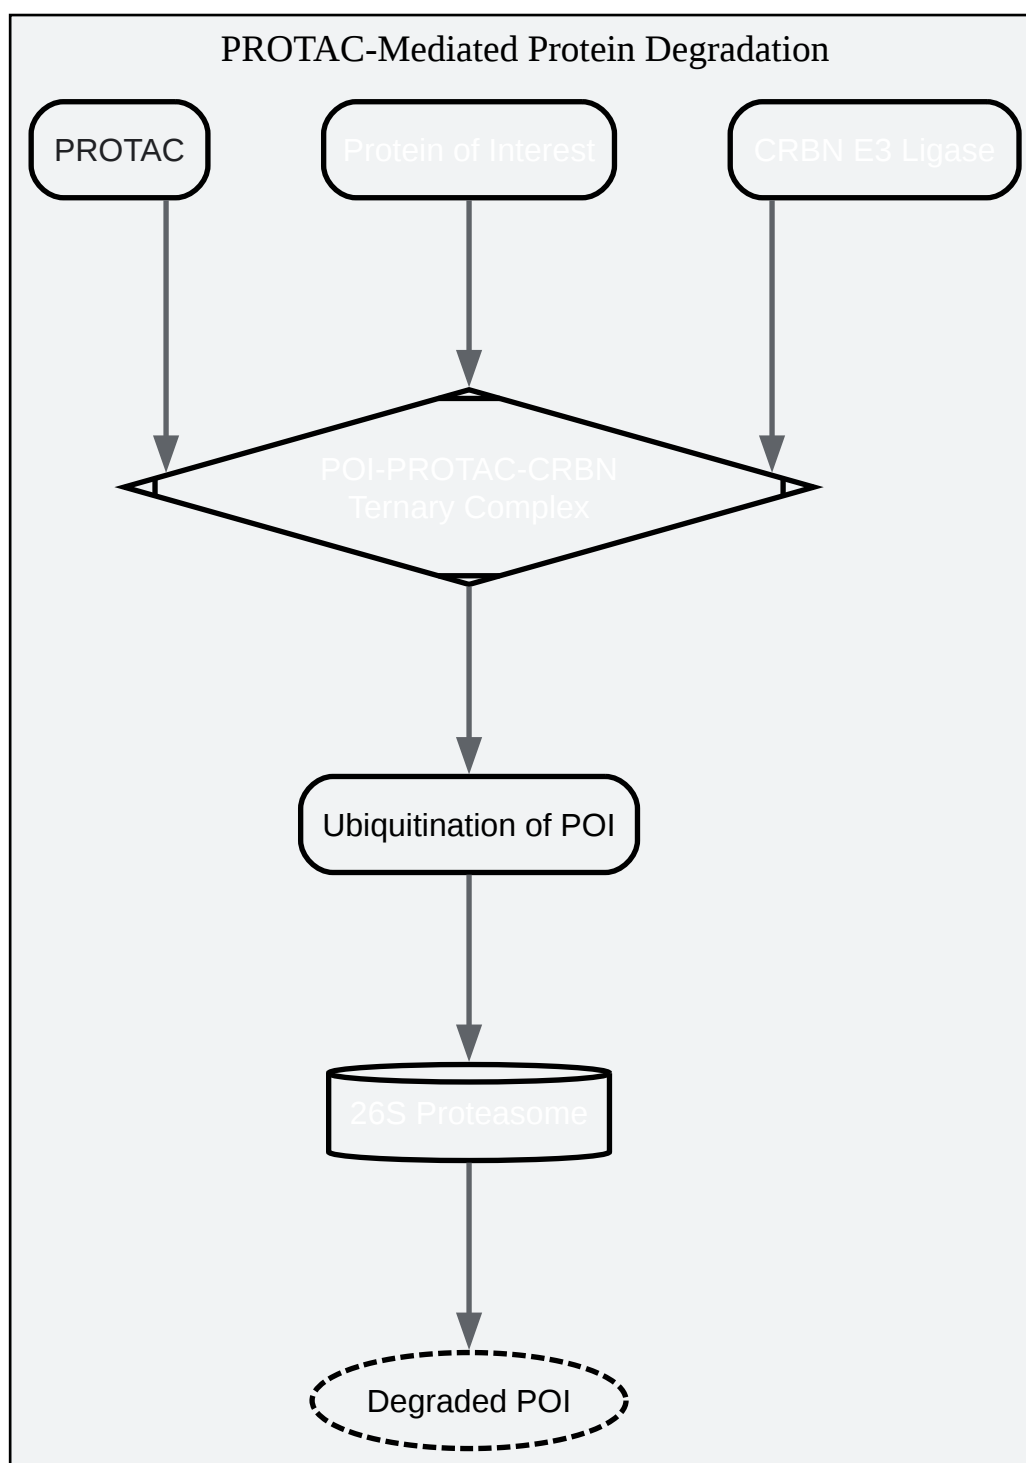 PROTAC-Mediated Protein Degradation
PROTAC
Protein of Interest
CRBN E3 Ligase
POI-PROTAC-CRBN
Ternary Complex
Ubiquitination of POI
26S Proteasome
Degraded POI